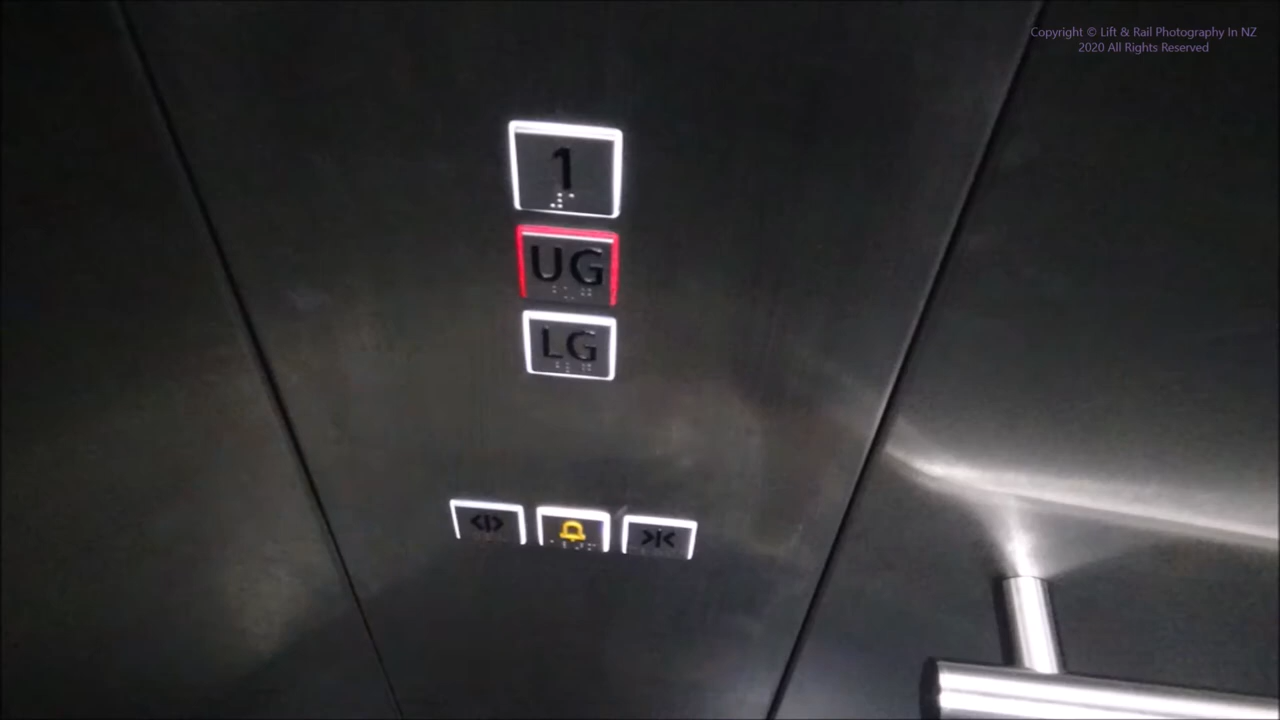 Copyright © Lift & Rail Photography In NZ
2020 All Rights Reserved
1
UG
LG
<|>
>|<